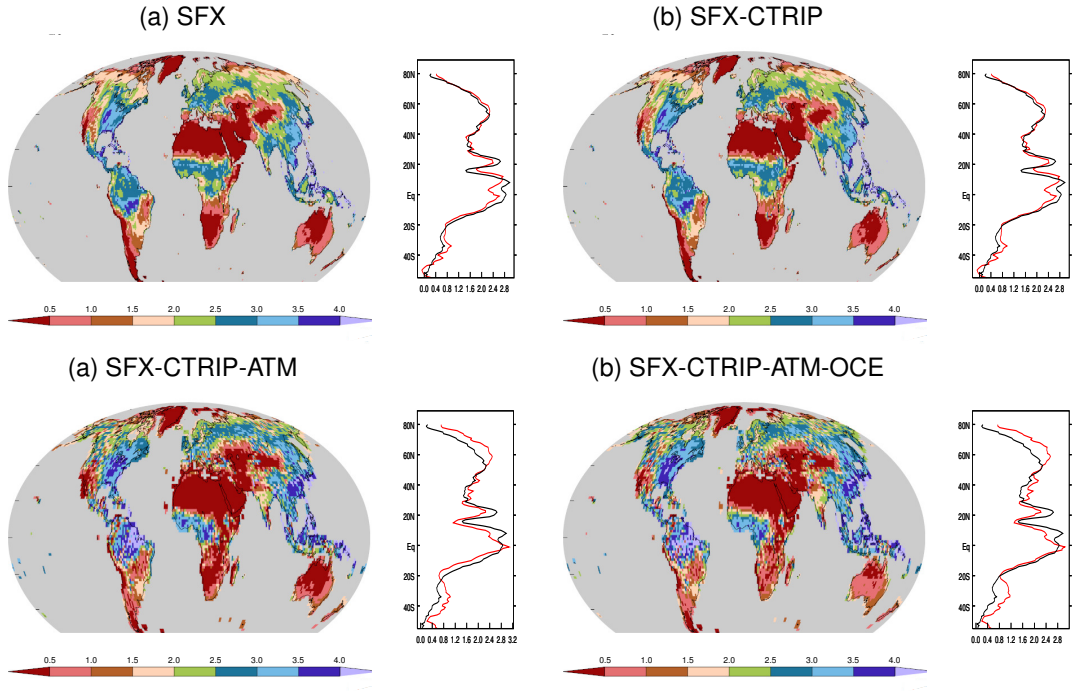 (a) SFX
(b) SFX-CTRIP
80N
60N
40N
20N
Eq
20S
40S
0.0 0.4 0.8 1.2 1.6 2.0 2.4 2.8
0.5 1.0 1.5 2.0 2.5 3.0 3.5 4.0
80N
60N
40N
20N
Eq
20S
40S
0.0 0.4 0.8 1.2 1.6 2.0 2.4 2.8
0.5 1.0 1.5 2.0 2.5 3.0 3.5 4.0
(a) SFX-CTRIP-ATM
(b) SFX-CTRIP-ATM-OCE
80N
60N
40N
20N
Eq
20S
40S
0.0 0.4 0.8 1.2 1.6 2.0 2.4 2.8 3.2
0.5 1.0 1.5 2.0 2.5 3.0 3.5 4.0
80N
60N
40N
20N
Eq
20S
40S
0.0 0.4 0.8 1.2 1.6 2.0 2.4 2.8
0.5 1.0 1.5 2.0 2.5 3.0 3.5 4.0